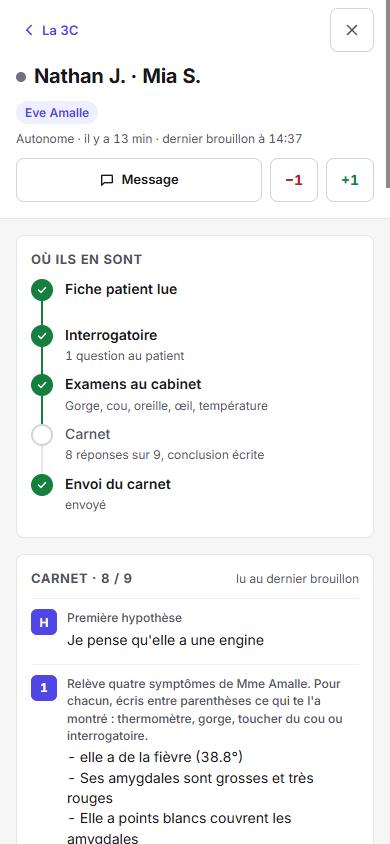 La 3C
Nathan J. · Mia S.
Eve Amalle
Autonome · il y a 13 min · dernier brouillon à 14:37
Message
−1
+1
OÙ ILS EN SONT
Fiche patient lue
Interrogatoire
1 question au patient
Examens au cabinet
Gorge, cou, oreille, œil, température
Carnet
8 réponses sur 9, conclusion écrite
Envoi du carnet
envoyé
CARNET · 8 / 9
lu au dernier brouillon
H
Première hypothèse
Je pense qu'elle a une engine
1
Relève quatre symptômes de Mme Amalle. Pour
chacun, écris entre parenthèses ce qui te l'a
montré : thermomètre, gorge, toucher du cou ou
interrogatoire.
- elle a de la fièvre (38.8°)
- Ses amygdales sont grosses et très
rouges
- Elle a points blancs couvrent les
amygdales